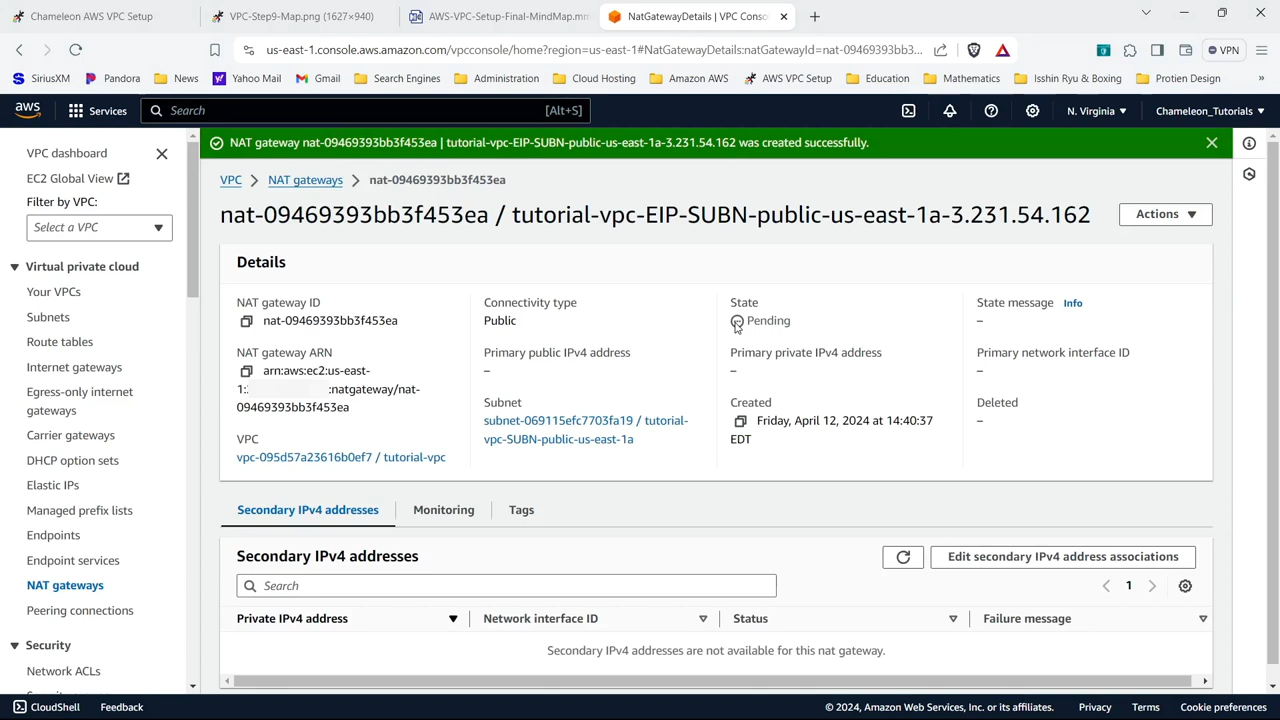 Chameleon AWS VPC Setup
VPC-Step9-Map.png (1627×940)
AWS-VPC-Setup-Final-MindMap.mm
NatGatewayDetails | VPC Conso
us-east-1.console.aws.amazon.com/vpcconsole/home?region=us-east-1#NatGatewayDetails:natGatewayId=nat-09469393bb3f453ea...
VPN
SiriusXM
Pandora
News
Yahoo Mail
Gmail
Search Engines
Administration
Cloud Hosting
Amazon AWS
AWS VPC Setup
Education
Mathematics
Isshin Ryu & Boxing
Protien Design
»
aws
Services
Search
[Alt+S]
N. Virginia
Chameleon_Tutorials
VPC dashboard
EC2 Global View
Filter by VPC:
Select a VPC
Virtual private cloud
Your VPCs
Subnets
Route tables
Internet gateways
Egress-only internet
gateways
Carrier gateways
DHCP option sets
Elastic IPs
Managed prefix lists
Endpoints
Endpoint services
NAT gateways
Peering connections
Security
Network ACLs
NAT gateway nat-09469393bb3f453ea | tutorial-vpc-EIP-SUBN-public-us-east-1a-3.231.54.162 was created successfully.
VPC > NAT gateways > nat-09469393bb3f453ea
nat-09469393bb3f453ea / tutorial-vpc-EIP-SUBN-public-us-east-1a-3.231.54.162
Actions
Details
NAT gateway ID
nat-09469393bb3f453ea
NAT gateway ARN
arn:aws:ec2:us-east-
1: :natgateway/nat-
09469393bb3f453ea
VPC
vpc-095d57a23616b0ef7 / tutorial-vpc
Connectivity type
Public
Primary public IPv4 address
–
Subnet
subnet-069115efc7703fa19 / tutorial-
vpc-SUBN-public-us-east-1a
State
Pending
Primary private IPv4 address
–
Created
Friday, April 12, 2024 at 14:40:37
EDT
State message Info
–
Primary network interface ID
–
Deleted
–
Secondary IPv4 addresses
Monitoring
Tags
Secondary IPv4 addresses
Edit secondary IPv4 address associations
Search
1
Private IPv4 address
Network interface ID
Status
Failure message
Secondary IPv4 addresses are not available for this nat gateway.
CloudShell
Feedback
© 2024, Amazon Web Services, Inc. or its affiliates.
Privacy
Terms
Cookie preferences